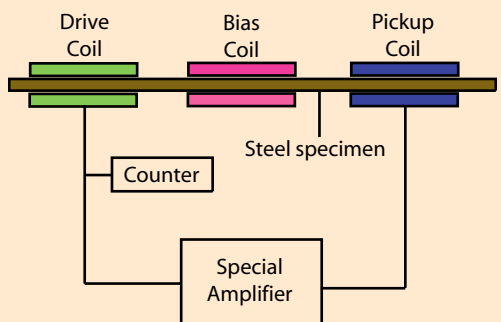 Drive
Coil
Bias
Coil
Pickup
Coil
Steel specimen
Counter
Special
Amplifier